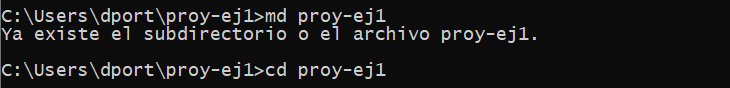 C:\Users\dport\proy-ej1>md proy-ej1
Ya existe el subdirectorio o el archivo proy-ej1.
C:\Users\dport\proy-ej1>cd proy-ej1